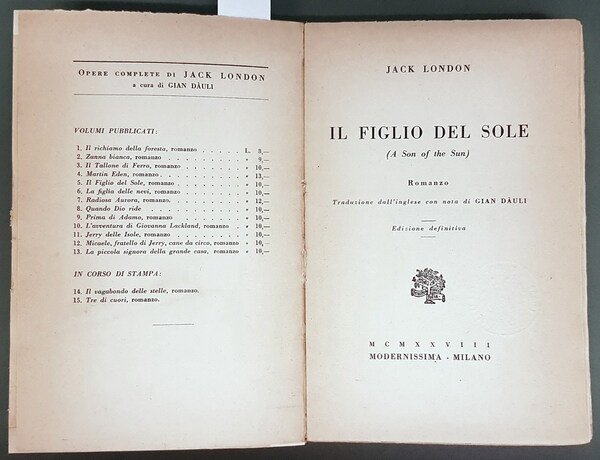 OPERE COMPLETE DI JACK LONDON
a cura di GIAN DÀULI
VOLUMI PUBBLICATI:
1. Il richiamo della foresta, romanzo . . . . . L. 8,—
2. Zanna bianca, romanzo . . . . . . . . » 9,—
3. Il Tallone di Ferro, romanzo . . . . . . » 10,—
4. Martin Eden, romanzo . . . . . . . . » 13,—
5. Il Figlio del Sole, romanzo . . . . . . » 10,—
6. La figlia delle nevi, romanzo . . . . . . » 10,—
7. Radiosa Aurora, romanzo. . . . . . . . » 12,—
8. Quando Dio ride . . . . . . . . . » 10,—
9. Prima di Adamo, romanzo . . . . . . . » 10,—
10. L'avventura di Giovanna Lackland, romanzo . . » 10,—
11. Jerry delle Isole, romanzo . . . . . . . » 10,—
12. Micaele, fratello di Jerry, cane da circo, romanzo » 10,—
13. La piccola signora della grande casa, romanzo » 10,—
IN CORSO DI STAMPA:
14. Il vagabondo delle stelle, romanzo.
15. Tre di cuori, romanzo.
JACK LONDON
IL FIGLIO DEL SOLE
(A Son of the Sun)
Romanzo
Traduzione dall'inglese con nota di GIAN DÀULI
Edizione definitiva
MCMXXVIII
MODERNISSIMA - MILANO